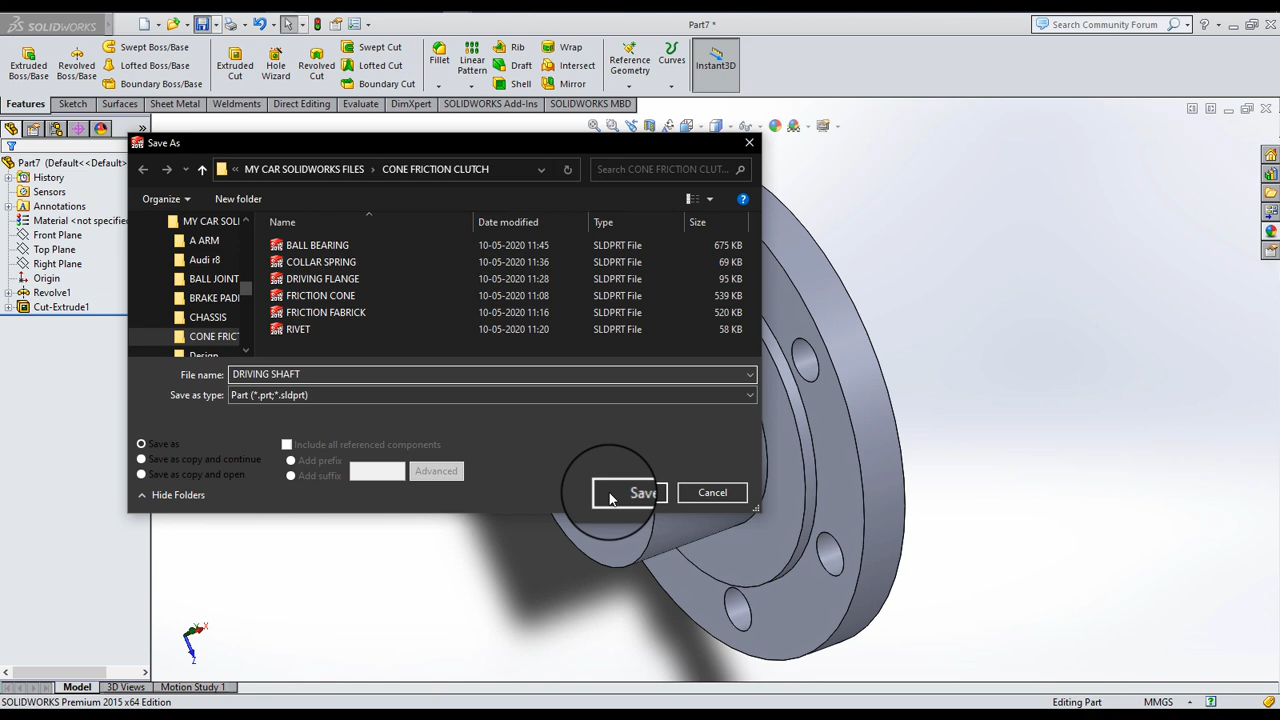 SOLIDWORKS
Part7 *
Search Community Forum
Extruded Boss/Base
Revolved Boss/Base
Swept Boss/Base
Lofted Boss/Base
Boundary Boss/Base
Extruded Cut
Hole Wizard
Revolved Cut
Swept Cut
Lofted Cut
Boundary Cut
Fillet
Linear Pattern
Rib
Draft
Shell
Wrap
Intersect
Mirror
Reference Geometry
Curves
Instant3D
Features Sketch Surfaces Sheet Metal Weldments Direct Editing Evaluate DimXpert SOLIDWORKS Add-Ins SOLIDWORKS MBD
Part7 (Default<<Default>
History
Sensors
Annotations
Material <not specifie
Front Plane
Top Plane
Right Plane
Origin
Revolve1
Cut-Extrude1
Save As
MY CAR SOLIDWORKS FILES > CONE FRICTION CLUTCH
Search CONE FRICTION CLUT...
Organize
New folder
MY CAR SOLI
A ARM
Audi r8
BALL JOINT
BRAKE PADI
CHASSIS
CONE FRICT
Design
Name Date modified Type Size
BALL BEARING 10-05-2020 11:45 SLDPRT File 675 KB
COLLAR SPRING 10-05-2020 11:36 SLDPRT File 69 KB
DRIVING FLANGE 10-05-2020 11:28 SLDPRT File 95 KB
FRICTION CONE 10-05-2020 11:08 SLDPRT File 539 KB
FRICTION FABRICK 10-05-2020 11:16 SLDPRT File 520 KB
RIVET 10-05-2020 11:20 SLDPRT File 58 KB
File name: DRIVING SHAFT
Save as type: Part (*.prt;*.sldprt)
Save as
Save as copy and continue
Save as copy and open
Include all referenced components
Add prefix
Add suffix
Advanced
Hide Folders
Save
Cancel
Y X
Z
Model 3D Views Motion Study 1
SOLIDWORKS Premium 2015 x64 Edition
Editing Part
MMGS